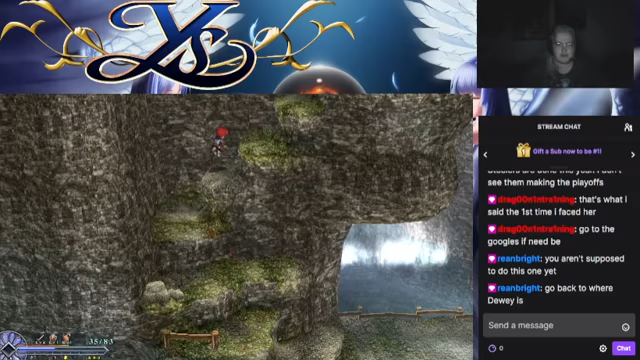 Ys
STREAM CHAT
Gift a Sub now to be #1!
Steelers are done this year. I don't
see them making the playoffs
drag00n1ntra1ning: that's what i
said the 1st time i faced her
drag00n1ntra1ning: go to the
googles if need be
reanbright: you aren't supposed
to do this one yet
reanbright: go back to where
Dewey is
Send a message
0
Chat
35/83